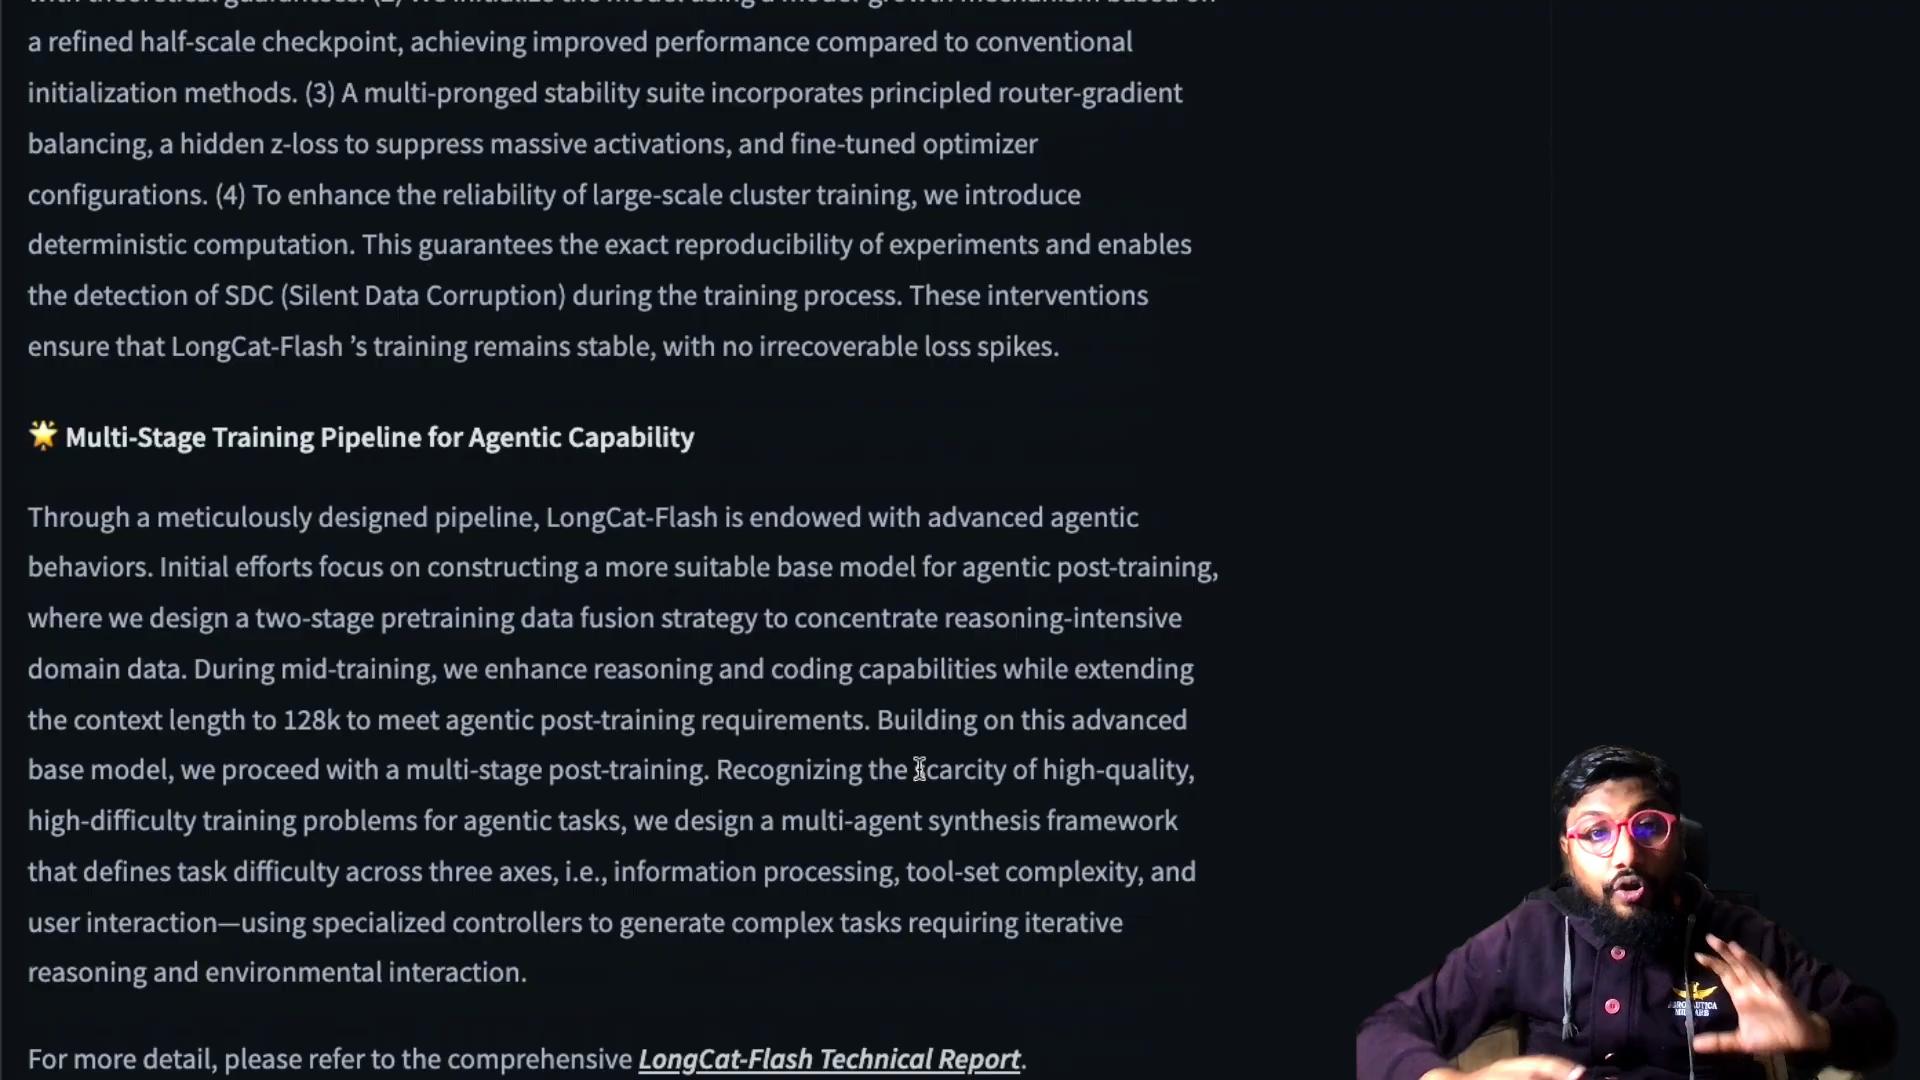 a refined half-scale checkpoint, achieving improved performance compared to conventional
initialization methods. (3) A multi-pronged stability suite incorporates principled router-gradient
balancing, a hidden z-loss to suppress massive activations, and fine-tuned optimizer
configurations. (4) To enhance the reliability of large-scale cluster training, we introduce
deterministic computation. This guarantees the exact reproducibility of experiments and enables
the detection of SDC (Silent Data Corruption) during the training process. These interventions
ensure that LongCat-Flash ’s training remains stable, with no irrecoverable loss spikes.
🌟 Multi-Stage Training Pipeline for Agentic Capability
Through a meticulously designed pipeline, LongCat-Flash is endowed with advanced agentic
behaviors. Initial efforts focus on constructing a more suitable base model for agentic post-training,
where we design a two-stage pretraining data fusion strategy to concentrate reasoning-intensive
domain data. During mid-training, we enhance reasoning and coding capabilities while extending
the context length to 128k to meet agentic post-training requirements. Building on this advanced
base model, we proceed with a multi-stage post-training. Recognizing the scarcity of high-quality,
high-difficulty training problems for agentic tasks, we design a multi-agent synthesis framework
that defines task difficulty across three axes, i.e., information processing, tool-set complexity, and
user interaction—using specialized controllers to generate complex tasks requiring iterative
reasoning and environmental interaction.
For more detail, please refer to the comprehensive LongCat-Flash Technical Report.